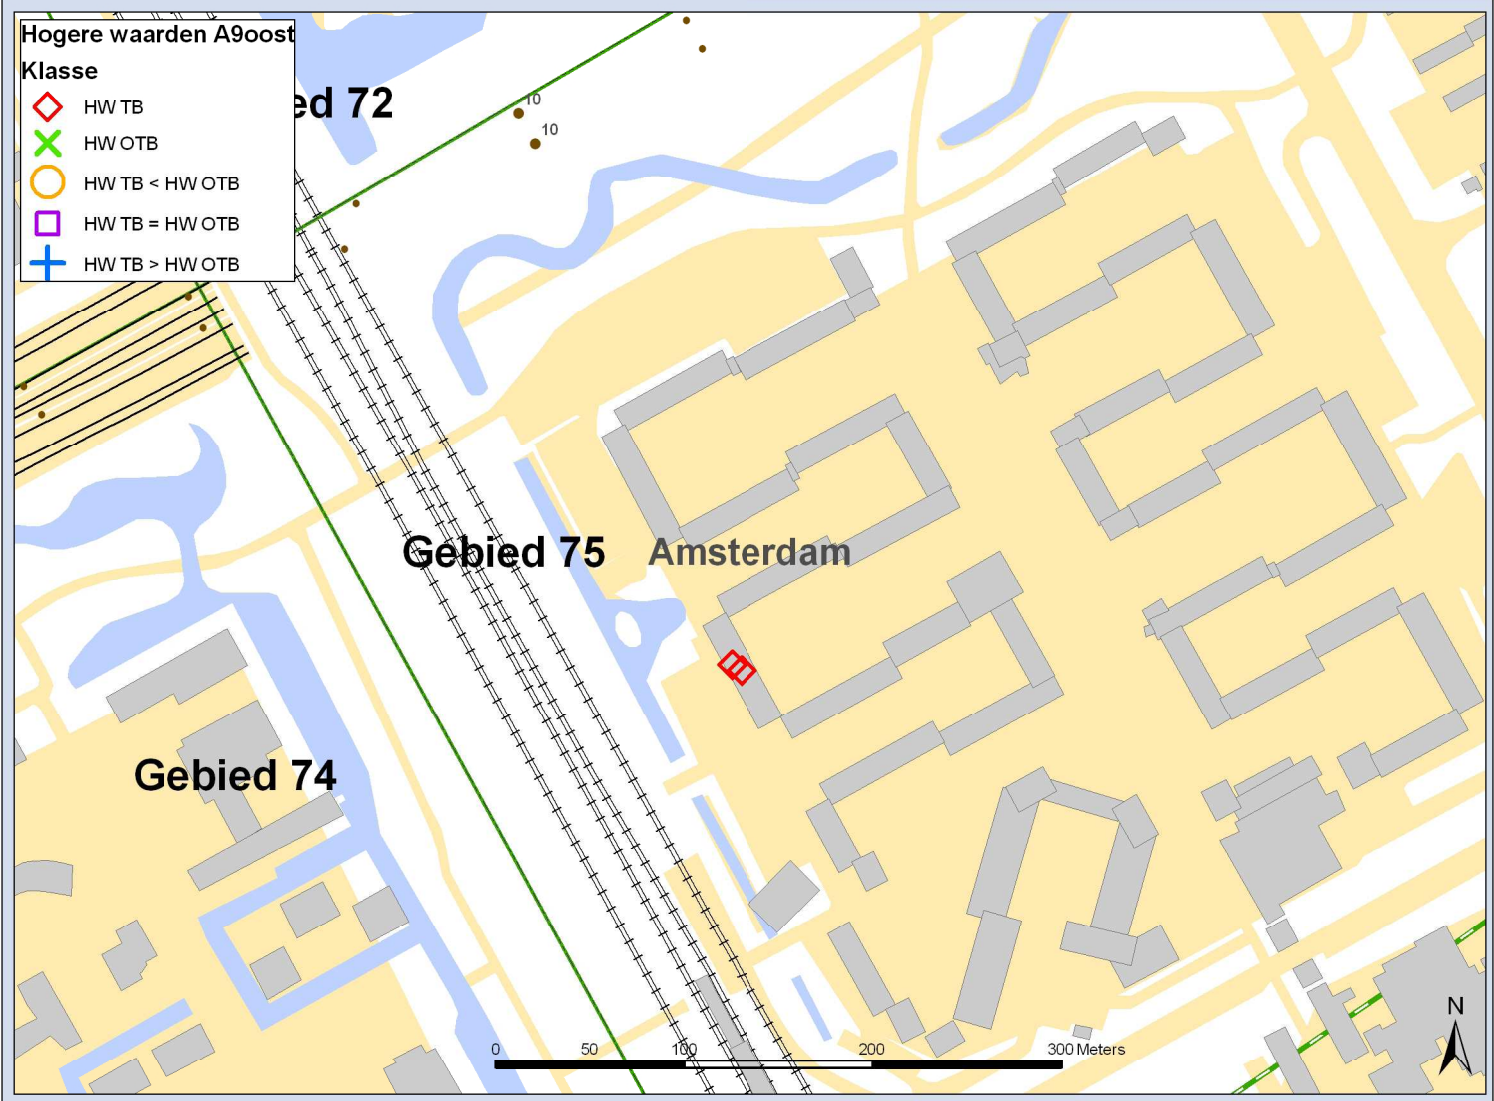 Hogere waarden A9oost
Klasse
HW TB
HW OTB
HW TB < HW OTB
HW TB = HW OTB
HW TB > HW OTB
ed 72
10
10
Gebied 75
Amsterdam
Gebied 74
N
0 50 100 200 300 Meters